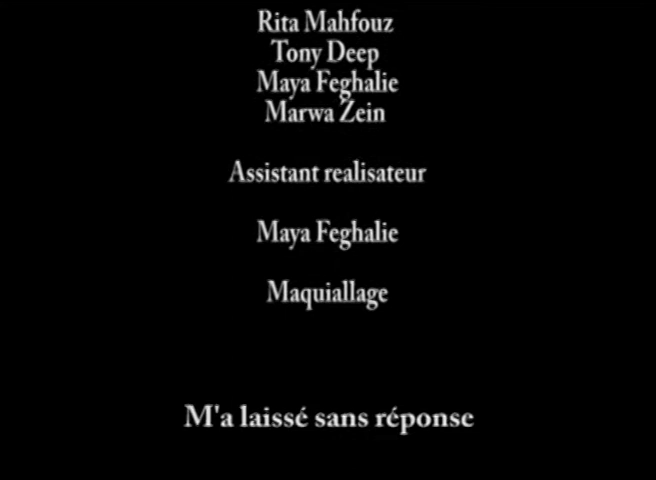 Rita Mahfouz
Tony Deep
Maya Feghalie
Marwa Zein
Assistant realisateur
Maya Feghalie
Maquiallage
M'a laissé sans réponse